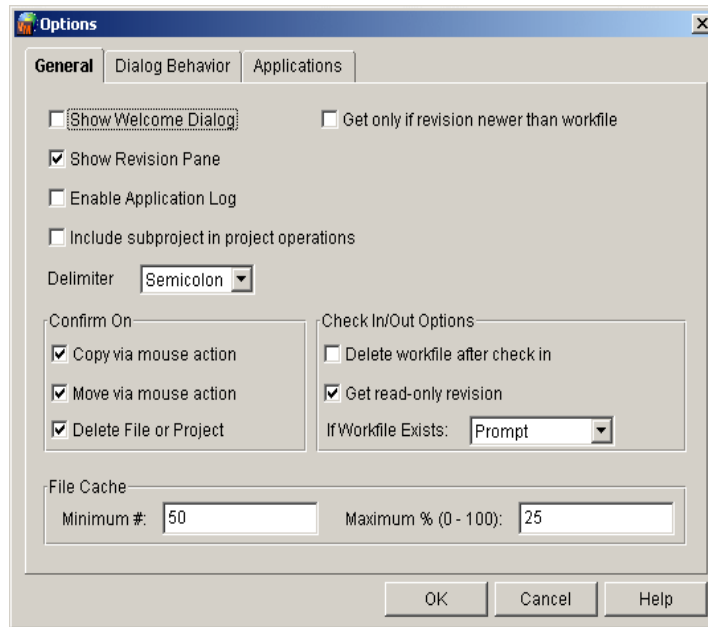 VM Options
General Dialog Behavior Applications
Show Welcome Dialog Get only if revision newer than workfile
Show Revision Pane
Enable Application Log
Include subproject in project operations
Delimiter Semicolon
Confirm On Check In/Out Options
Copy via mouse action Delete workfile after check in
Move via mouse action Get read-only revision
Delete File or Project If Workfile Exists: Prompt
File Cache
Minimum #: 50 Maximum % (0 - 100): 25
OK Cancel Help